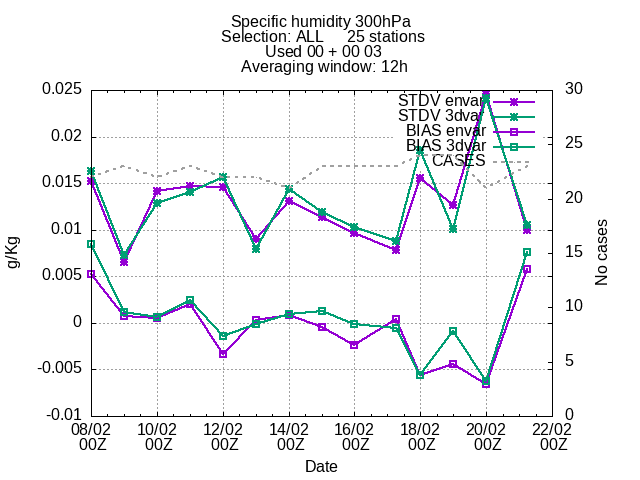 Specific humidity 300hPa
Selection: ALL 25 stations
Used 00 + 00 03
Averaging window: 12h
0.025
0.02
0.015
0.01
0.005
0
-0.005
-0.01
g/Kg
STDV envar
STDV 3dvar
BIAS envar
BIAS 3dvar
CASES
30
25
20
15
10
5
0
No cases
08/02 10/02 12/02 14/02 16/02 18/02 20/02 22/02
00Z 00Z 00Z 00Z 00Z 00Z 00Z 00Z
Date